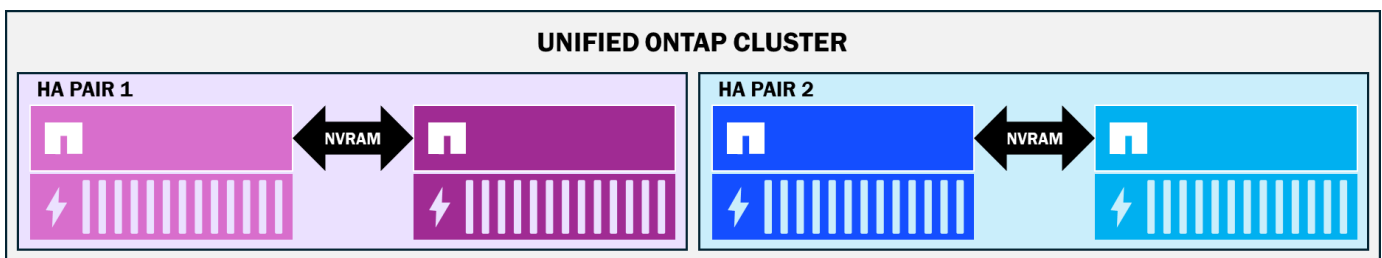 UNIFIED ONTAP CLUSTER
HA PAIR 1
NVRAM
HA PAIR 2
NVRAM